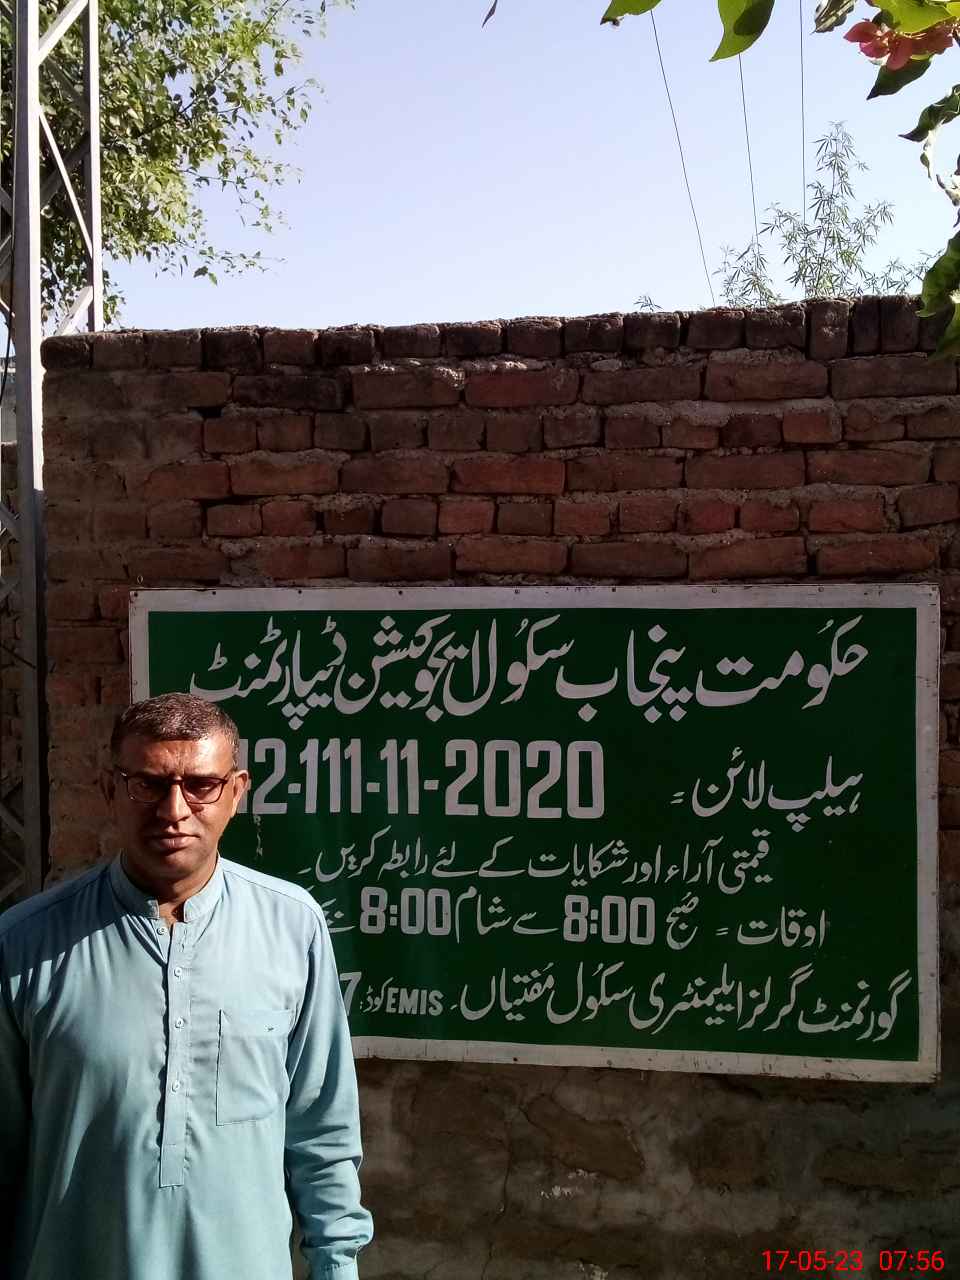 حکومت پنجاب سکول ایجوکیشن ڈیپارٹمنٹ
ہیلپ لائن = 12-111-11-2020
قیمتی آراء اور شکایات کے لئے رابطہ کریں۔
اوقات = صبح 8:00 سے شام 8:00
گورنمنٹ گرلز ایلیمنٹری سکول مفتیاں۔ EMIS کوڈ: 7
17-05-23 07:56